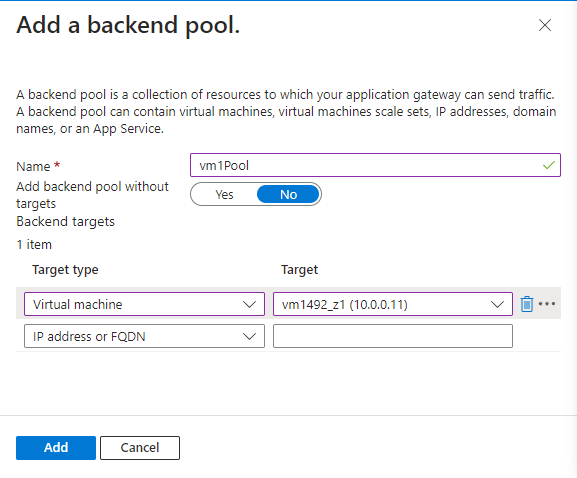 Add a backend pool.
A backend pool is a collection of resources to which your application gateway can send traffic.
A backend pool can contain virtual machines, virtual machines scale sets, IP addresses, domain
names, or an App Service.
Name *
vm1Pool
Add backend pool without
targets
Yes
No
Backend targets
1 item
Target type
Target
Virtual machine
vm1492_z1 (10.0.0.11)
IP address or FQDN
Add
Cancel